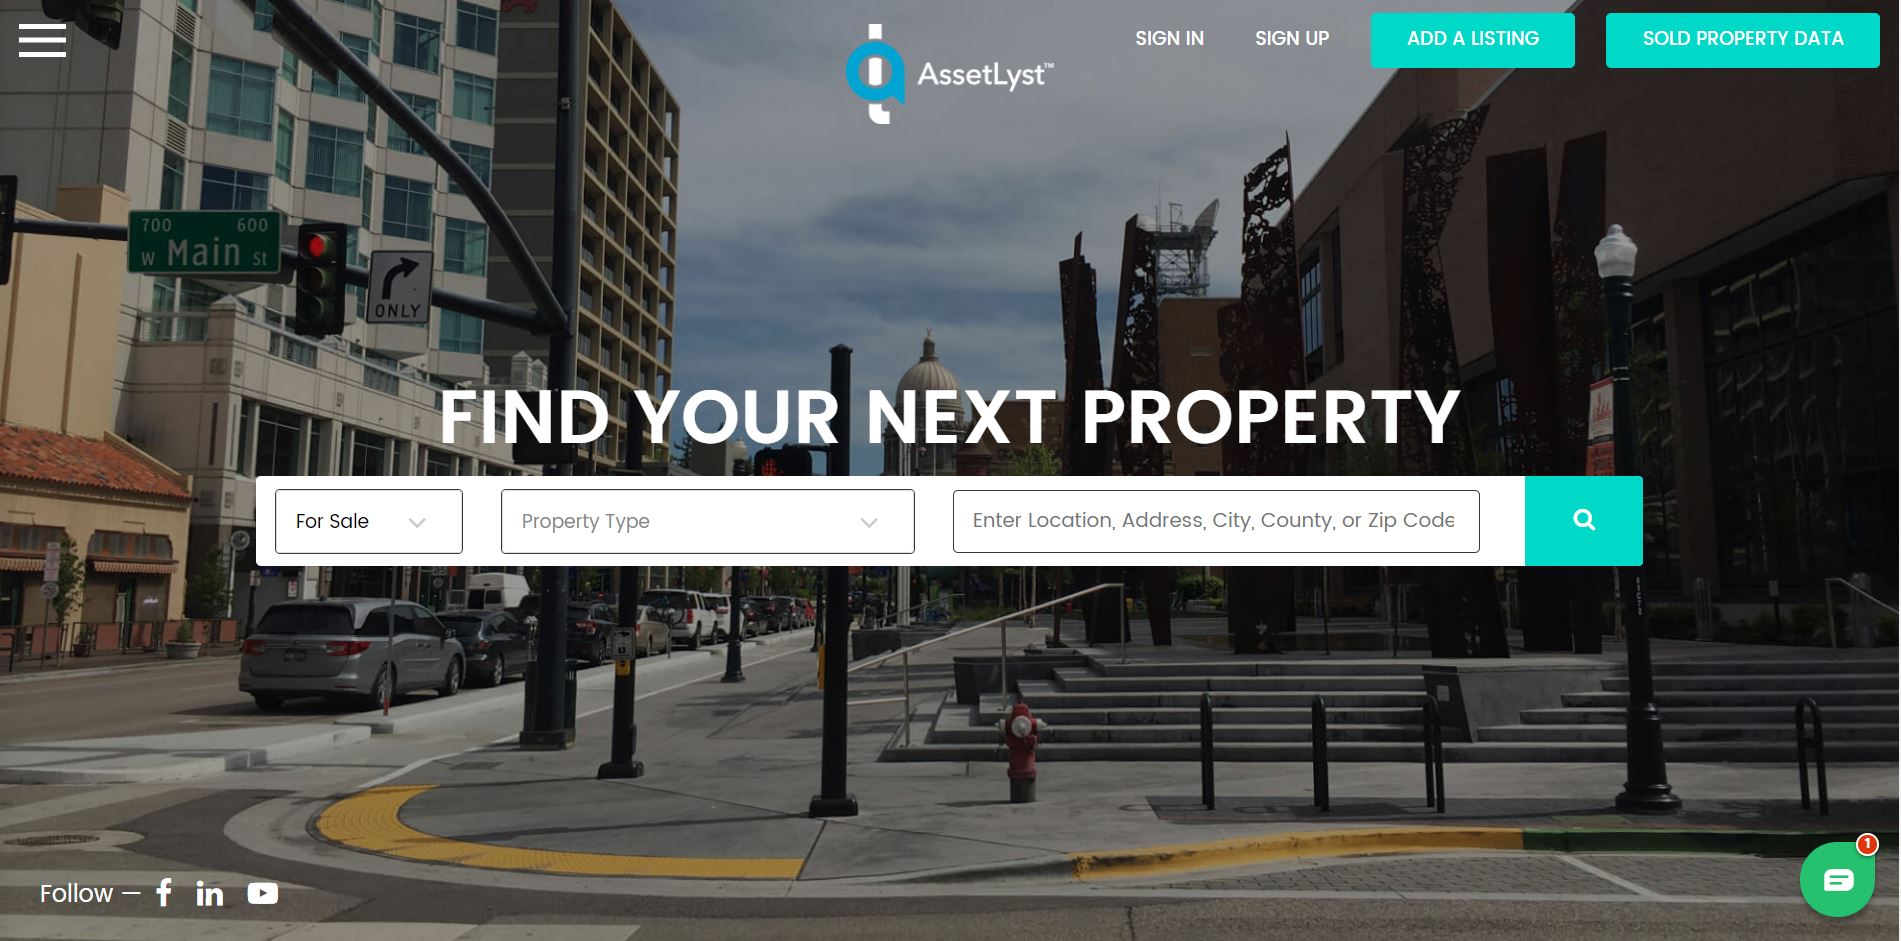 SIGN IN
SIGN UP
ADD A LISTING
SOLD PROPERTY DATA
AssetLyst™
700 600
W Main St
ONLY
FIND YOUR NEXT PROPERTY
For Sale
Property Type
Enter Location, Address, City, County, or Zip Code
Follow —
1